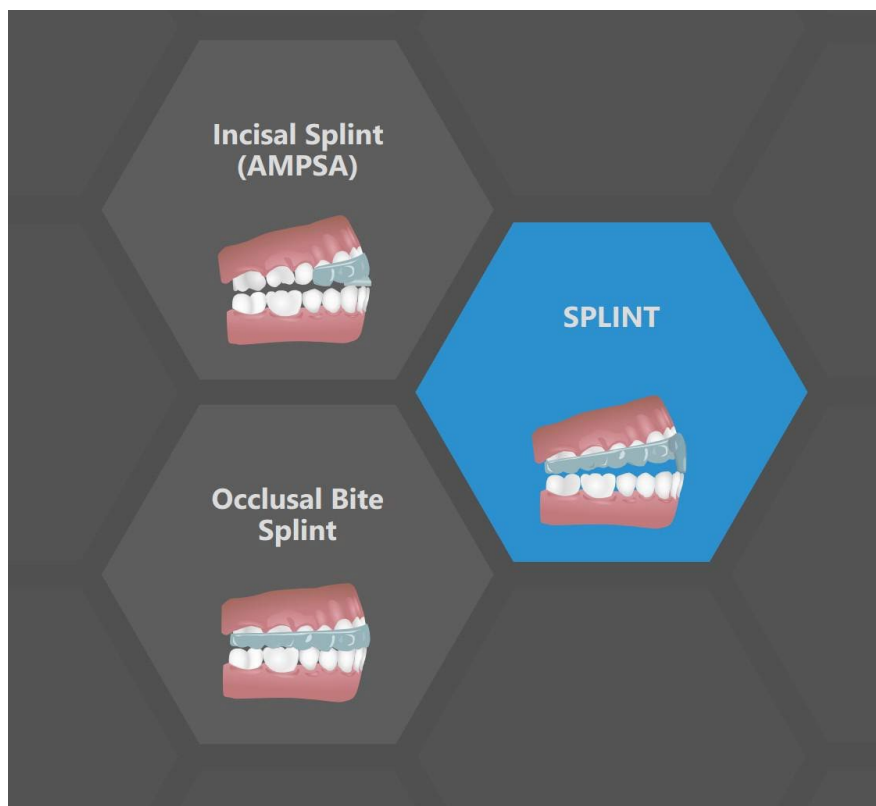 Incisal Splint
(AMPSA)
SPLINT
Occlusal Bite
Splint